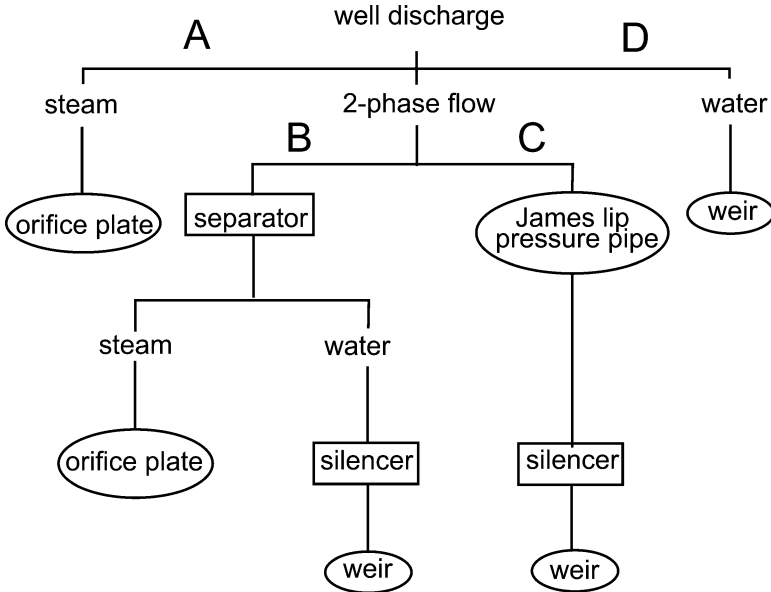 well discharge
A
D
steam
2-phase flow
water
B
C
orifice plate
separator
James lip
pressure pipe
weir
steam
water
orifice plate
silencer
silencer
weir
weir